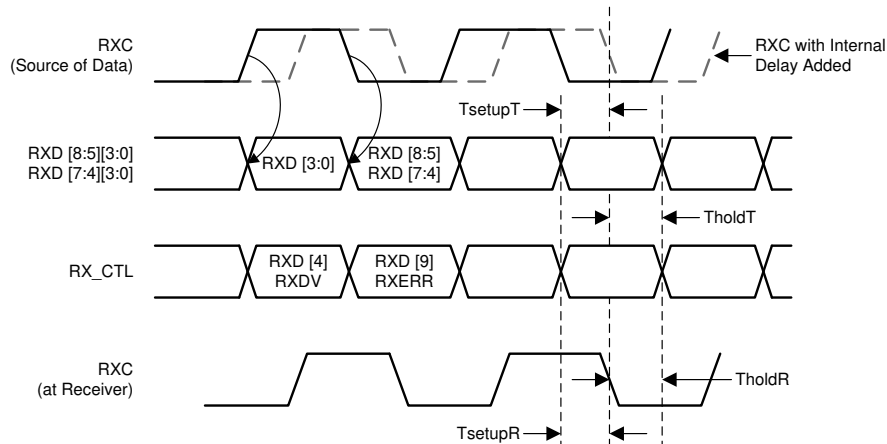 RXC
(Source of Data)
RXC with Internal
Delay Added
TsetupT
RXD [8:5][3:0]
RXD [7:4][3:0]
RXD [3:0]
RXD [8:5]
RXD [7:4]
TholdT
RX_CTL
RXD [4]
RXDV
RXD [9]
RXERR
RXC
(at Receiver)
TholdR
TsetupR